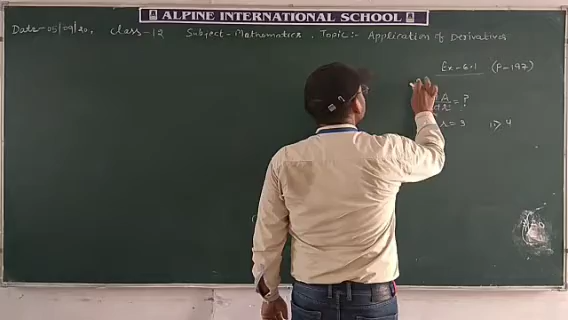 ALPINE INTERNATIONAL SCHOOL
Date- 05/09/20, Class-12 Subject - Mathematics, Topic:- Application of Derivatives
Ex-6.1 (P-197)
dA/dr = ?
r = 3